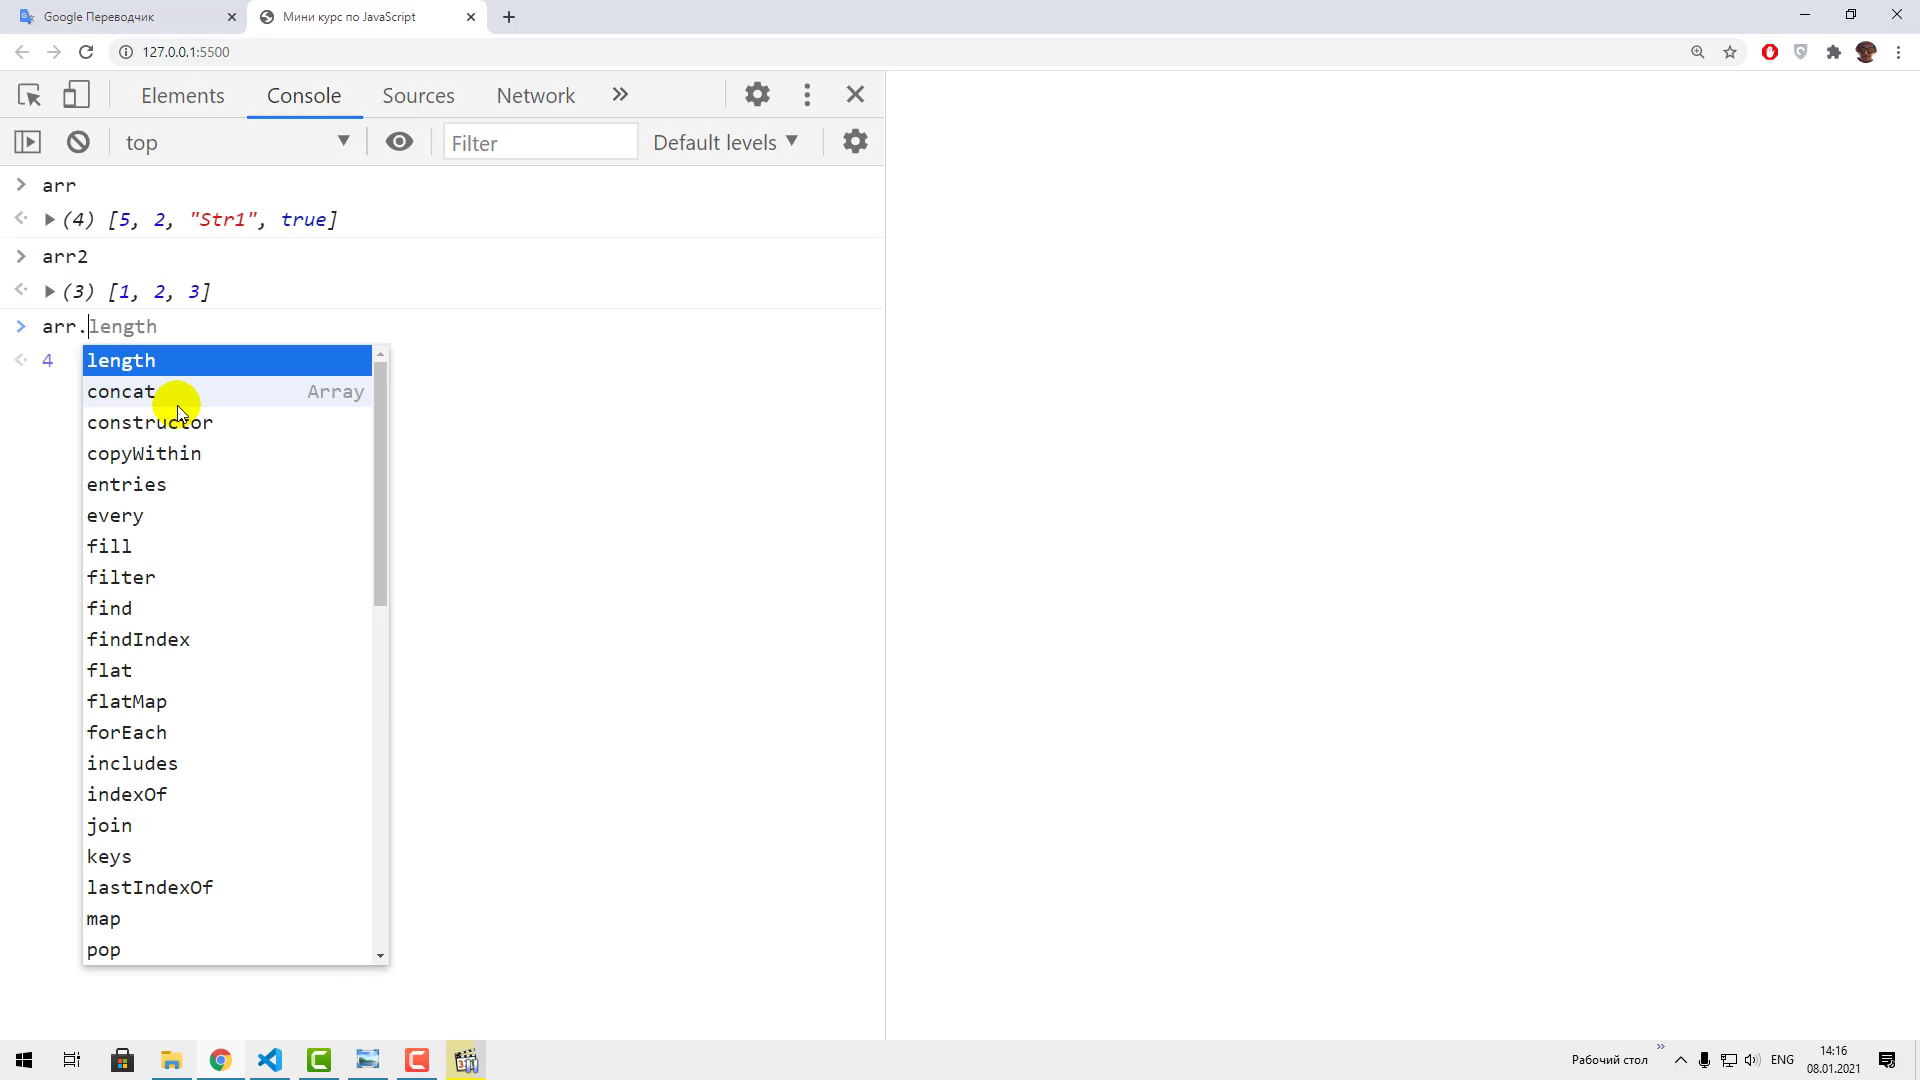 Google Переводчик
Мини курс по JavaScript
127.0.0.1:5500
Elements Console Sources Network
top Filter Default levels
arr
(4) [5, 2, "Str1", true]
arr2
(3) [1, 2, 3]
arr.length
4
length
concat Array
constructor
copyWithin
entries
every
fill
filter
find
findIndex
flat
flatMap
forEach
includes
indexOf
join
keys
lastIndexOf
map
pop
Рабочий стол
ENG
14:16
08.01.2021